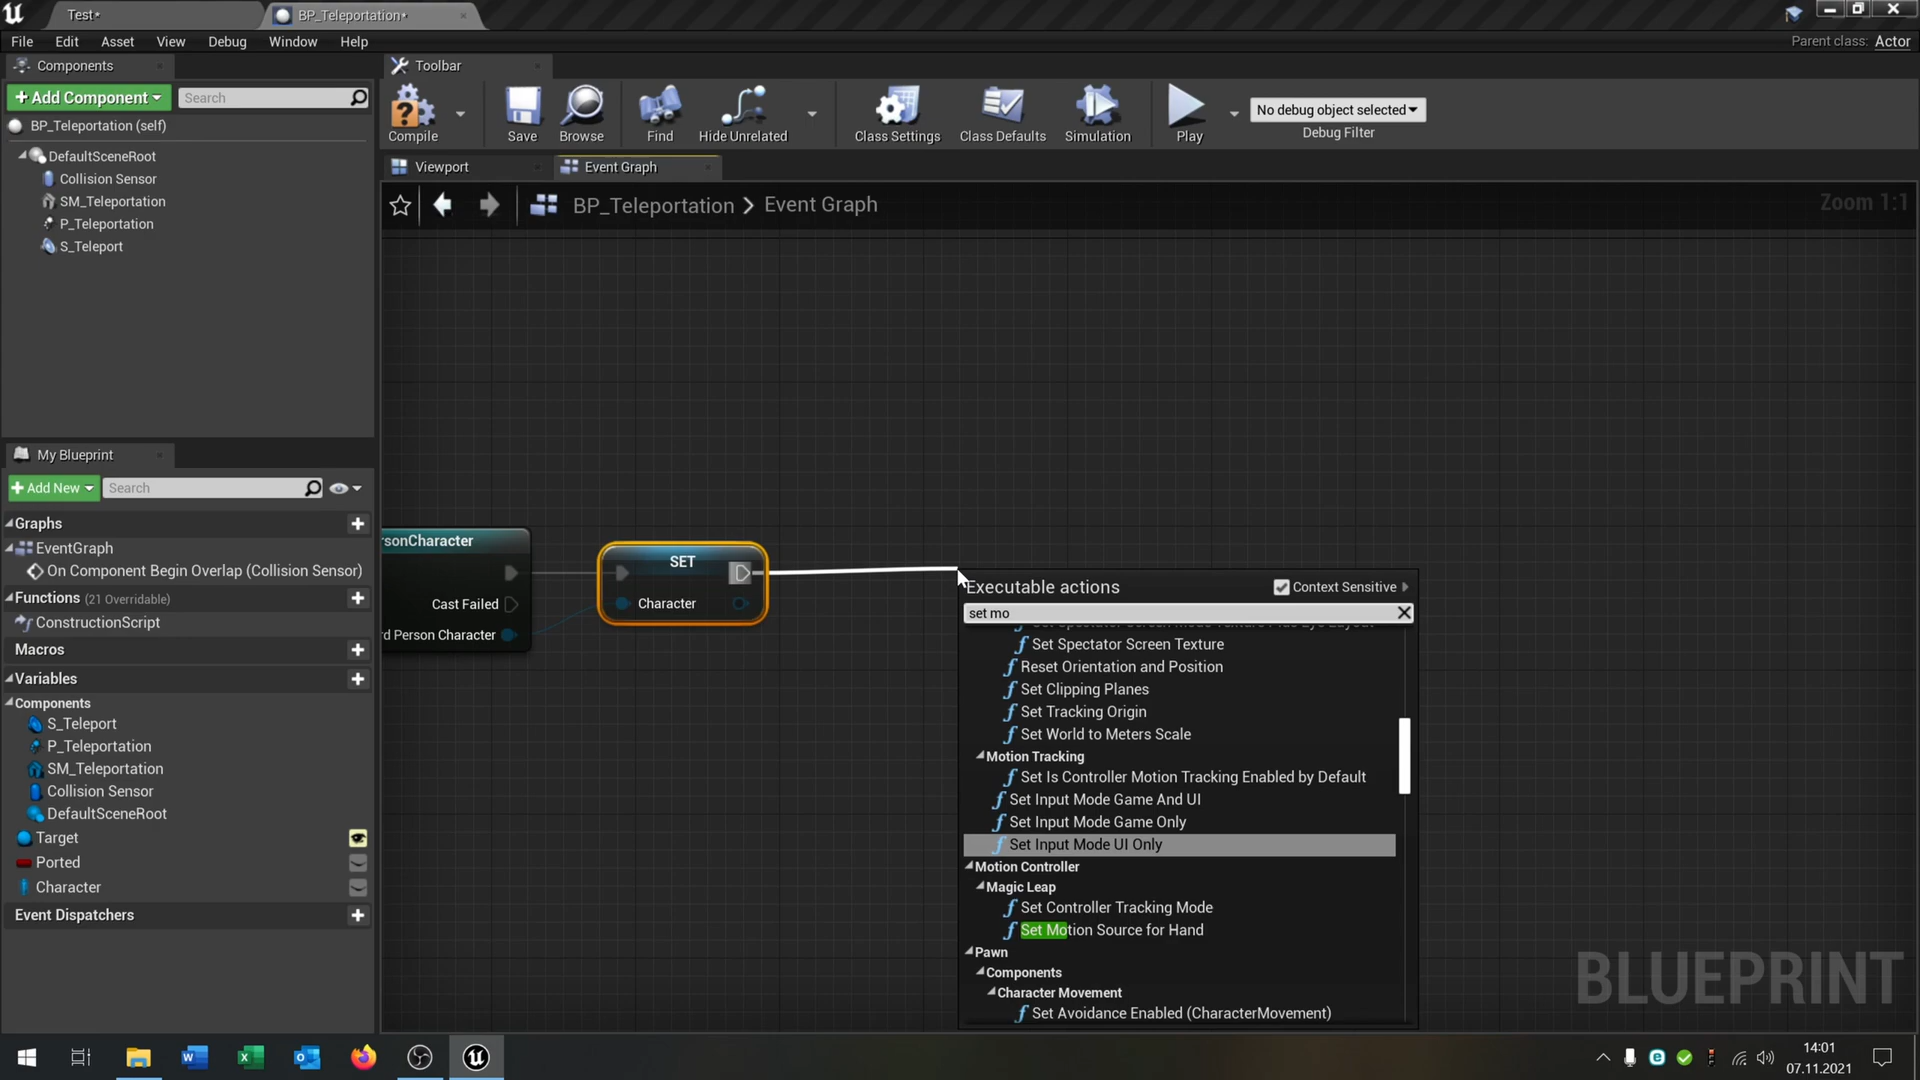 Test*
BP_Teleportation*
File Edit Asset View Debug Window Help
Parent class: Actor
Components
Toolbar
+ Add Component
Search
BP_Teleportation (self)
DefaultSceneRoot
Collision Sensor
SM_Teleportation
P_Teleportation
S_Teleport
Compile
Save
Browse
Find
Hide Unrelated
Class Settings
Class Defaults
Simulation
Play
No debug object selected
Debug Filter
Viewport
Event Graph
BP_Teleportation > Event Graph
Zoom 1:1
My Blueprint
+ Add New
Search
Graphs
EventGraph
On Component Begin Overlap (Collision Sensor)
Functions (21 Overridable)
ConstructionScript
Macros
Variables
Components
S_Teleport
P_Teleportation
SM_Teleportation
Collision Sensor
DefaultSceneRoot
Target
Ported
Character
Event Dispatchers
rsonCharacter
Cast Failed
rd Person Character
SET
Character
Executable actions
Context Sensitive
set mo
Set Spectator Screen Texture
Reset Orientation and Position
Set Clipping Planes
Set Tracking Origin
Set World to Meters Scale
Motion Tracking
Set Is Controller Motion Tracking Enabled by Default
Set Input Mode Game And UI
Set Input Mode Game Only
Set Input Mode UI Only
Motion Controller
Magic Leap
Set Controller Tracking Mode
Set Motion Source for Hand
Pawn
Components
Character Movement
Set Avoidance Enabled (CharacterMovement)
BLUEPRINT
14:01
07.11.2021